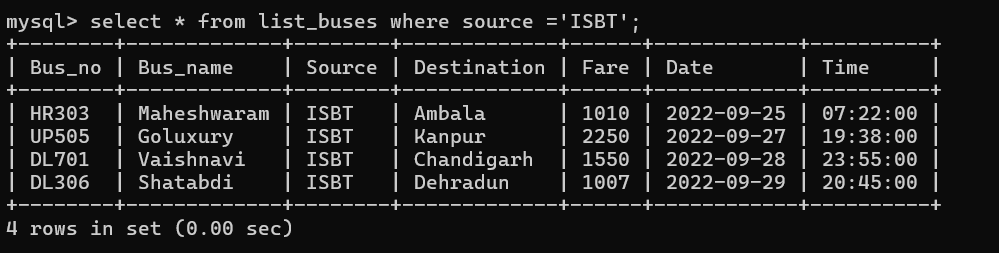 mysql> select * from list_buses where source ='ISBT';
+--------+-------------+--------+-------------+------+------------+----------+
| Bus_no | Bus_name    | Source | Destination | Fare | Date       | Time     |
+--------+-------------+--------+-------------+------+------------+----------+
| HR303  | Maheshwaram | ISBT   | Ambala      | 1010 | 2022-09-25 | 07:22:00 |
| UP505  | Goluxury    | ISBT   | Kanpur      | 2250 | 2022-09-27 | 19:38:00 |
| DL701  | Vaishnavi   | ISBT   | Chandigarh  | 1550 | 2022-09-28 | 23:55:00 |
| DL306  | Shatabdi    | ISBT   | Dehradun    | 1007 | 2022-09-29 | 20:45:00 |
+--------+-------------+--------+-------------+------+------------+----------+
4 rows in set (0.00 sec)